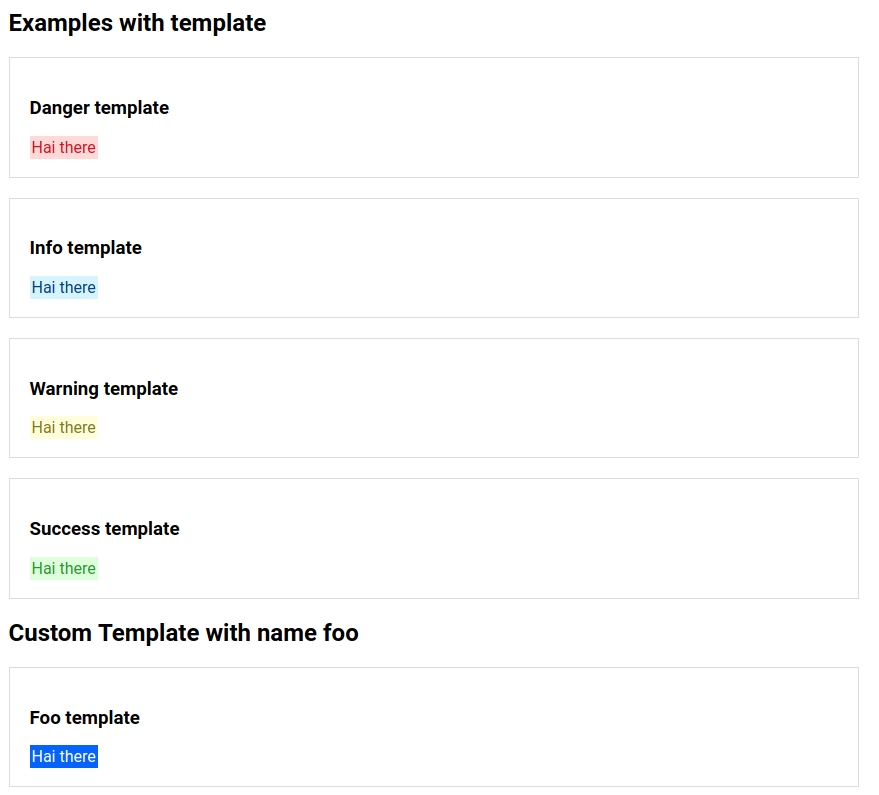 Examples with template
Danger template
Hai there
Info template
Hai there
Warning template
Hai there
Success template
Hai there
Custom Template with name foo
Foo template
Hai there